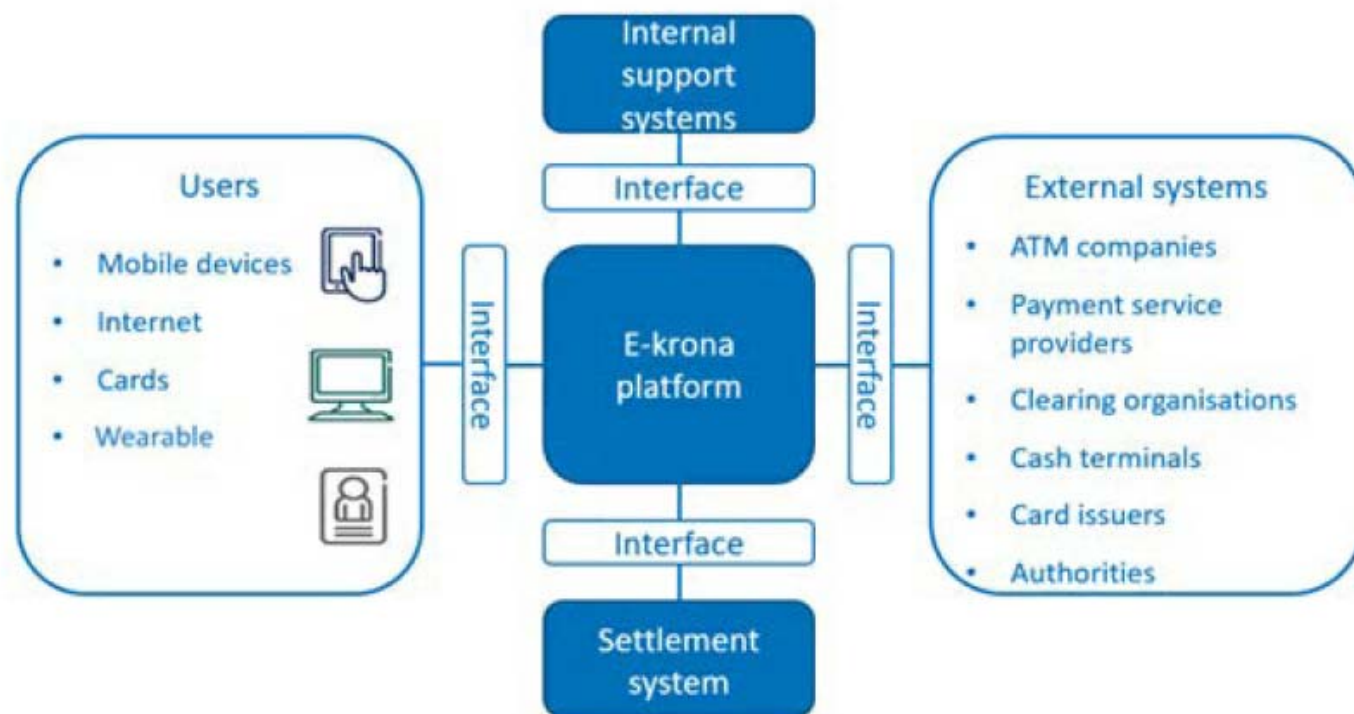 Internal
support
systems
Interface
Users
• Mobile devices
• Internet
• Cards
• Wearable
Interface
E-krona
platform
Interface
External systems
• ATM companies
• Payment service
providers
• Clearing organisations
• Cash terminals
• Card issuers
• Authorities
Interface
Settlement
system